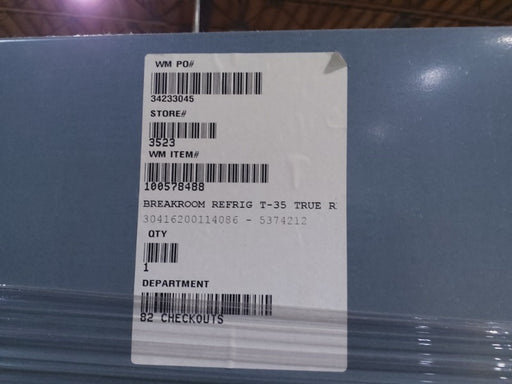 WM PO#
34233045
STORE#
3523
WM ITEM#
100578488
BREAKROOM REFRIG T-35 TRUE R
30416200114086 - 5374212
QTY
1
DEPARTMENT
82 CHECKOUTS